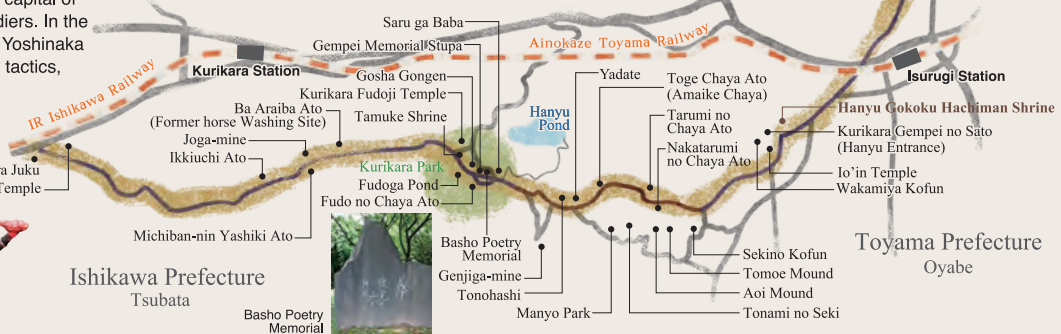 capital of
diers. In the
Yoshinaka
tactics,
Saru ga Baba
Gempei Memorial Stupa
Ainokaze Toyama Railway
IR Ishikawa Railway
Kurikara Station
Isurugi Station
Gosha Gongen
Kurikara Fudoji Temple
Ba Araiba Ato
(Former horse Washing Site)
Tamuke Shrine
Joga-mine
Ikkiuchi Ato
Kurikara Park
Fudoga Pond
Fudo no Chaya Ato
Hanyu
Pond
Yadate
Toge Chaya Ato
(Amaike Chaya)
Tarumi no
Chaya Ato
Nakatarumi
no Chaya Ato
Hanyu Gokoku Hachiman Shrine
Kurikara Gempei no Sato
(Hanyu Entrance)
Io'in Temple
Wakamiya Kofun
ra Juku
Temple
Michiban-nin Yashiki Ato
Ishikawa Prefecture
Tsubata
Basho Poetry
Memorial
Basho Poetry
Memorial
Genjiga-mine
Tonohashi
Manyo Park
Sekino Kofun
Tomoe Mound
Aoi Mound
Tonami no Seki
Toyama Prefecture
Oyabe